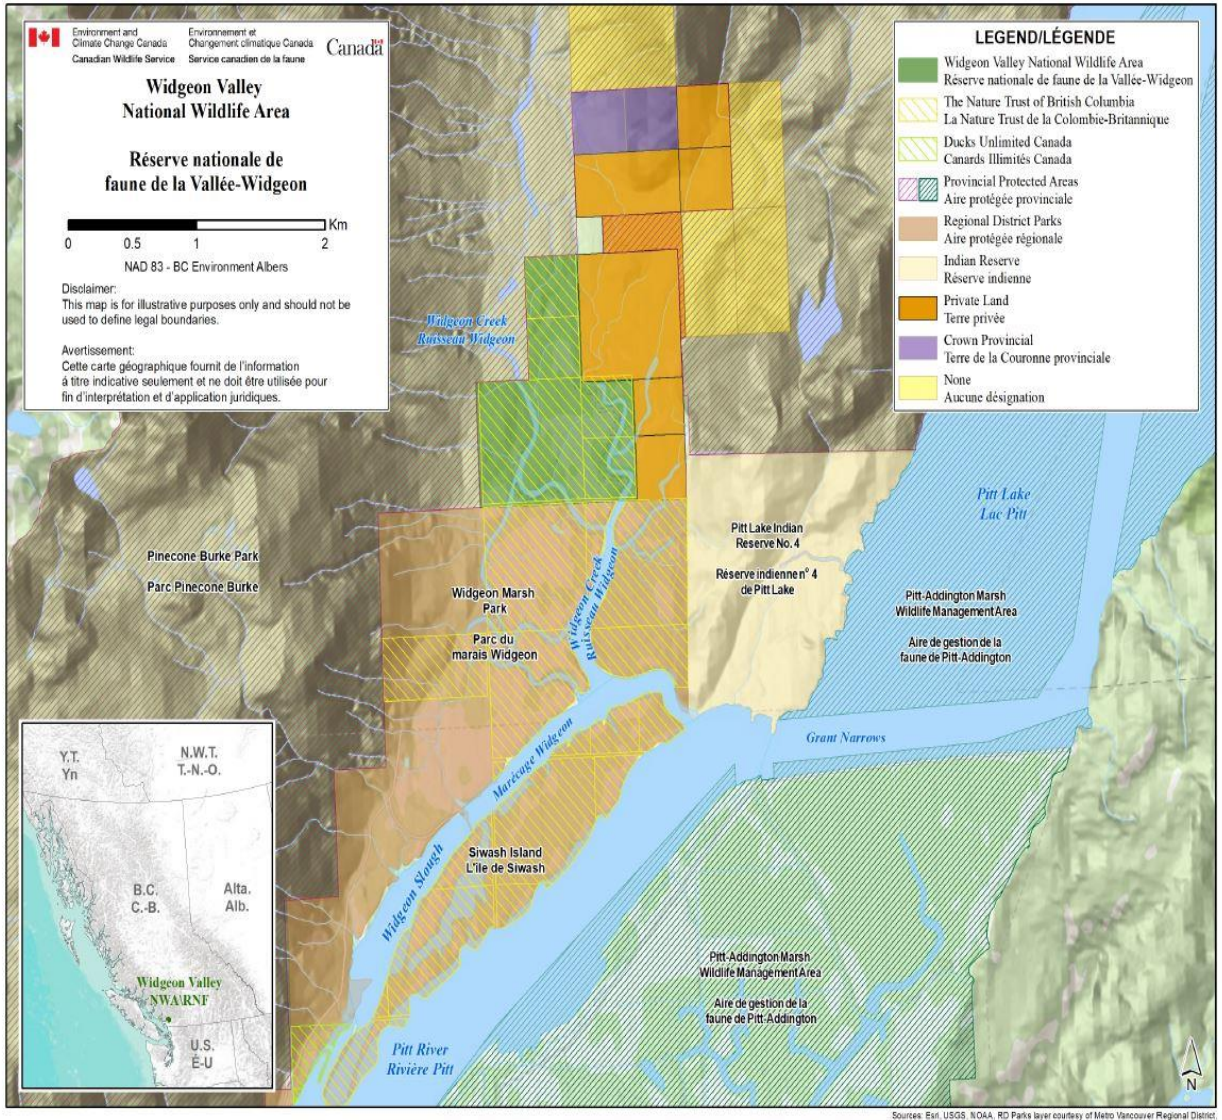 Environment and
Climate Change Canada
Canadian Wildlife Service
Environnement et
Changement climatique Canada
Service canadien de la faune
Canada
Widgeon Valley
National Wildlife Area
Réserve nationale de
faune de la Vallée-Widgeon
Km
0 0.5 1 2
NAD 83 - BC Environment Albers
Disclaimer:
This map is for illustrative purposes only and should not be
used to define legal boundaries.
Avertissement:
Cette carte géographique fournit de l'information
á titre indicative seulement et ne doit être utilisée pour
fin d'interprétation et d'application juridiques.
LEGEND/LÉGENDE
Widgeon Valley National Wildlife Area
Réserve nationale de faune de la Vallée-Widgeon
The Nature Trust of British Columbia
La Nature Trust de la Colombie-Britannique
Ducks Unlimited Canada
Canards Illimités Canada
Provincial Protected Areas
Aire protégée provinciale
Regional District Parks
Aire protégée régionale
Indian Reserve
Réserve indienne
Private Land
Terre privée
Crown Provincial
Terre de la Couronne provinciale
None
Aucune désignation
Widgeon Creek
Ruisseau Widgeon
Pitt Lake
Lac Pitt
Pitt Lake Indian
Reserve No. 4
Réserve indienne n° 4
de Pitt Lake
Pinecone Burke Park
Parc Pinecone Burke
Widgeon Marsh
Park
Parc du
marais Widgeon
Widgeon Creek
Ruisseau Widgeon
Pitt-Addington Marsh
Wildlife Management Area
Aire de gestion de la
faune de Pitt-Addington
Grant Narrows
Marécage Widgeon
Widgeon Slough
Siwash Island
L'île de Siwash
Pitt-Addington Marsh
Wildlife Management Area
Aire de gestion de la
faune de Pitt-Addington
Pitt River
Rivière Pitt
Y.T.
Yn
N.W.T.
T.-N.-O.
B.C.
C.-B.
Alta.
Alb.
Widgeon Valley
NWA\RNF
U.S.
É-U
N
Sources: Esri, USGS, NOAA, RD Parks layer courtesy of Metro Vancouver Regional District